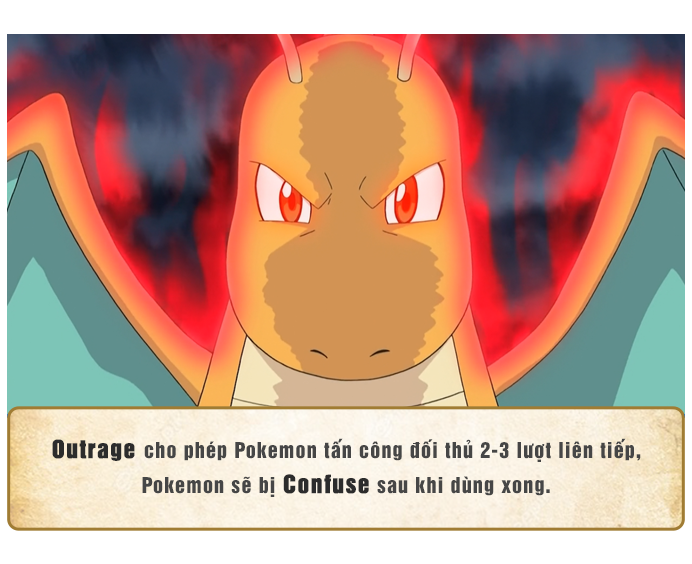 Outrage cho phép Pokemon tấn công đối thủ 2-3 lượt liên tiếp,
Pokemon sẽ bị Confuse sau khi dùng xong.